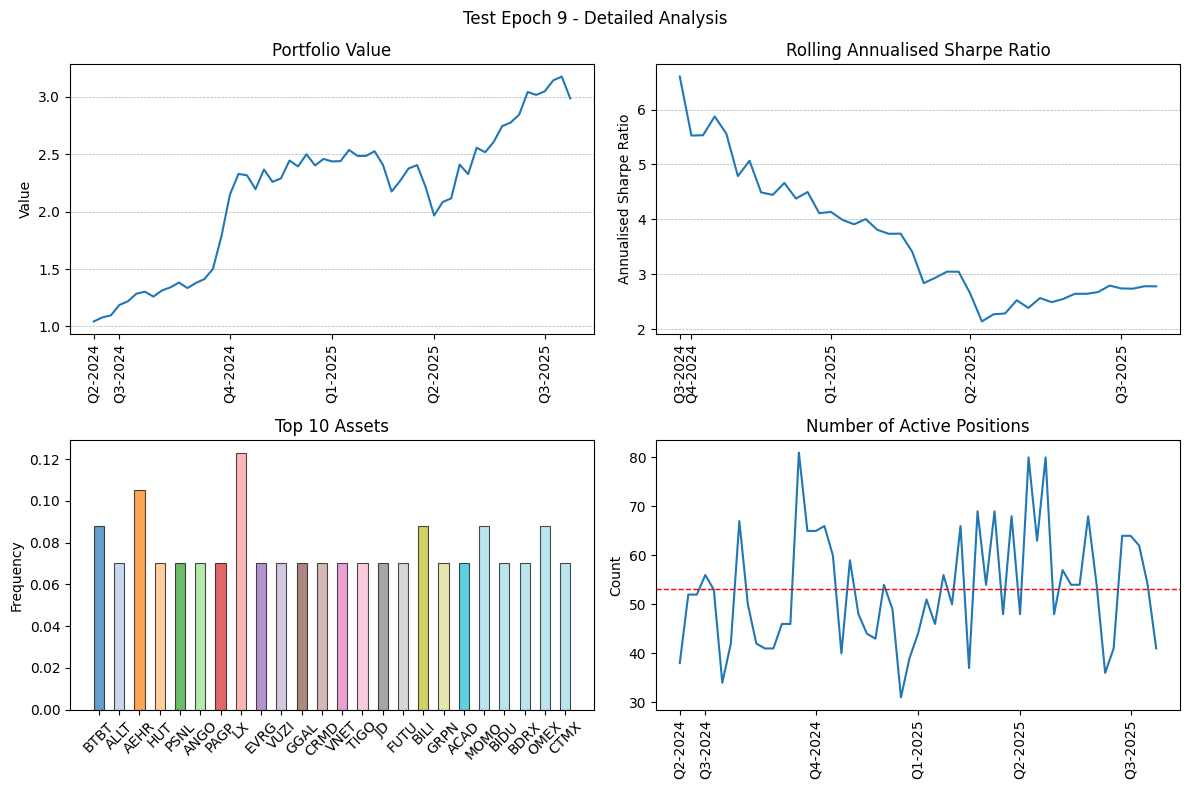 Test Epoch 9 - Detailed Analysis
Portfolio Value
Value
3.0
2.5
2.0
1.5
1.0
Q2-2024
Q3-2024
Q4-2024
Q1-2025
Q2-2025
Q3-2025
Rolling Annualised Sharpe Ratio
Annualised Sharpe Ratio
6
5
4
3
2
Q3-2024
Q4-2024
Q1-2025
Q2-2025
Q3-2025
Top 10 Assets
Frequency
0.12
0.10
0.08
0.06
0.04
0.02
0.00
BTBT
ALLT
AEHR
HUT
PSNL
ANGO
PAGP
LX
EVRG
VUZI
GGAL
CRMD
VNET
TIGO
JD
FUTU
BILI
GRPN
ACAD
MOMO
BIDU
BDRX
OMEX
CTMX
Number of Active Positions
Count
80
70
60
50
40
30
Q2-2024
Q3-2024
Q4-2024
Q1-2025
Q2-2025
Q3-2025